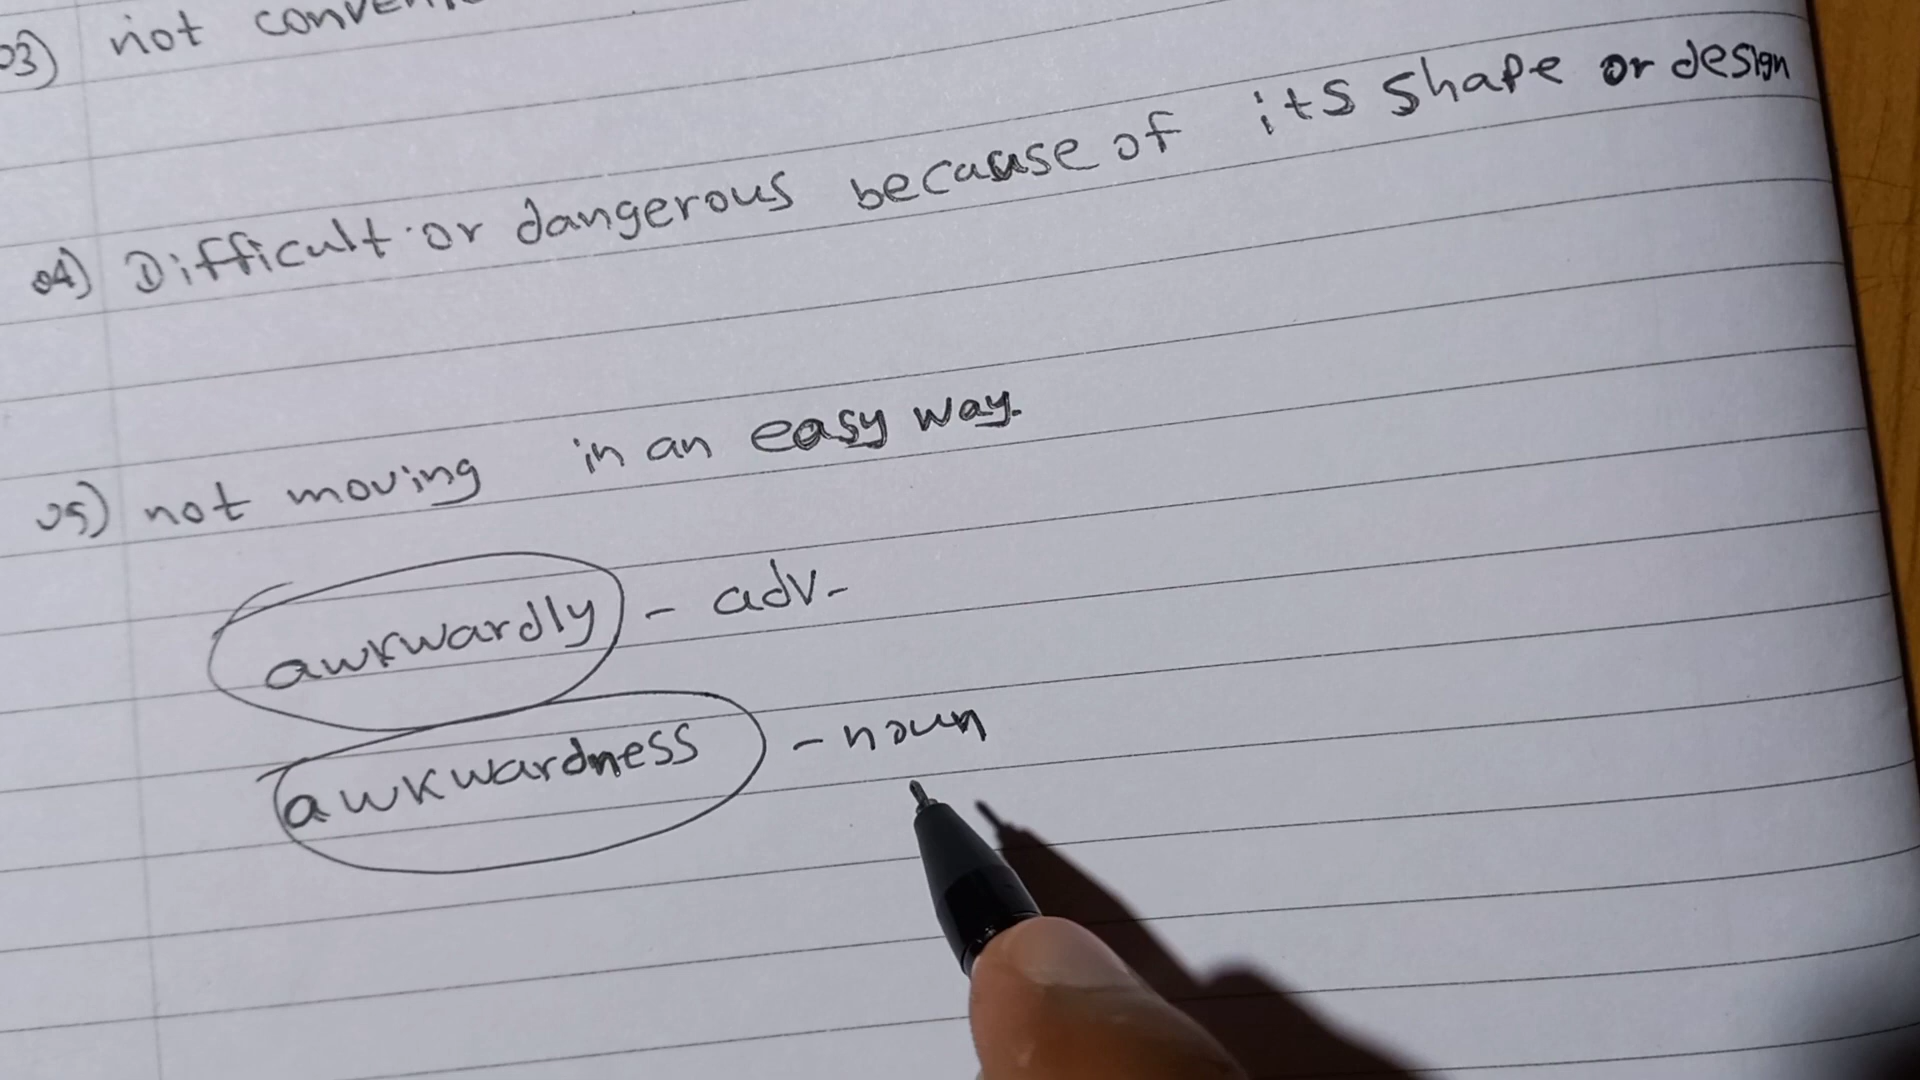 03) not
04) Difficult or dangerous because of its shape or design
05) not moving in an easy way.
awkwardly - adv-
awkwardness - noun